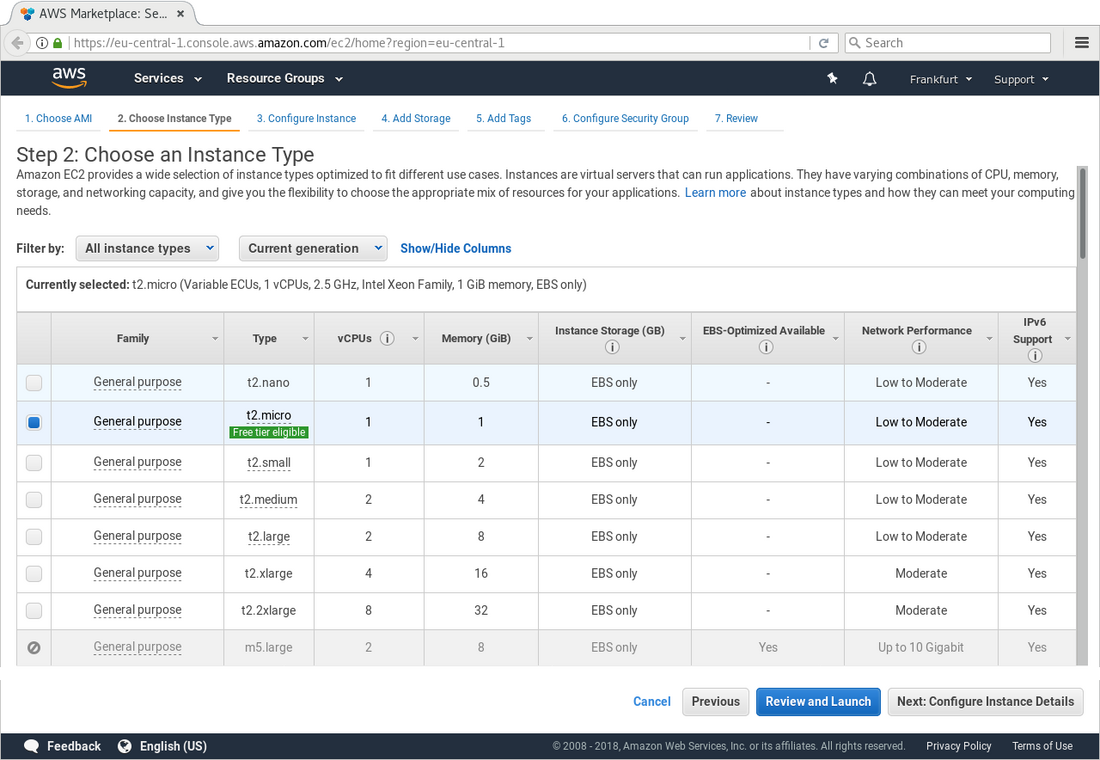 AWS Marketplace: Se...
https://eu-central-1.console.aws.amazon.com/ec2/home?region=eu-central-1
Search
aws
Services
Resource Groups
Frankfurt
Support
1. Choose AMI
2. Choose Instance Type
3. Configure Instance
4. Add Storage
5. Add Tags
6. Configure Security Group
7. Review
Step 2: Choose an Instance Type
Amazon EC2 provides a wide selection of instance types optimized to fit different use cases. Instances are virtual servers that can run applications. They have varying combinations of CPU, memory,
storage, and networking capacity, and give you the flexibility to choose the appropriate mix of resources for your applications. Learn more about instance types and how they can meet your computing
needs.
Filter by: All instance types Current generation Show/Hide Columns
Currently selected: t2.micro (Variable ECUs, 1 vCPUs, 2.5 GHz, Intel Xeon Family, 1 GiB memory, EBS only)
Family Type vCPUs Memory (GiB) Instance Storage (GB) EBS-Optimized Available Network Performance IPv6 Support
General purpose t2.nano 1 0.5 EBS only - Low to Moderate Yes
General purpose t2.micro Free tier eligible 1 1 EBS only - Low to Moderate Yes
General purpose t2.small 1 2 EBS only - Low to Moderate Yes
General purpose t2.medium 2 4 EBS only - Low to Moderate Yes
General purpose t2.large 2 8 EBS only - Low to Moderate Yes
General purpose t2.xlarge 4 16 EBS only - Moderate Yes
General purpose t2.2xlarge 8 32 EBS only - Moderate Yes
General purpose m5.large 2 8 EBS only Yes Up to 10 Gigabit Yes
Cancel
Previous
Review and Launch
Next: Configure Instance Details
Feedback
English (US)
© 2008 - 2018, Amazon Web Services, Inc. or its affiliates. All rights reserved.
Privacy Policy
Terms of Use